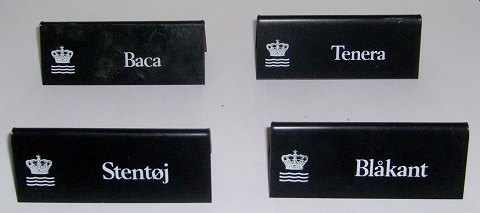 Baca
Tenera
Stentøj
Blåkant